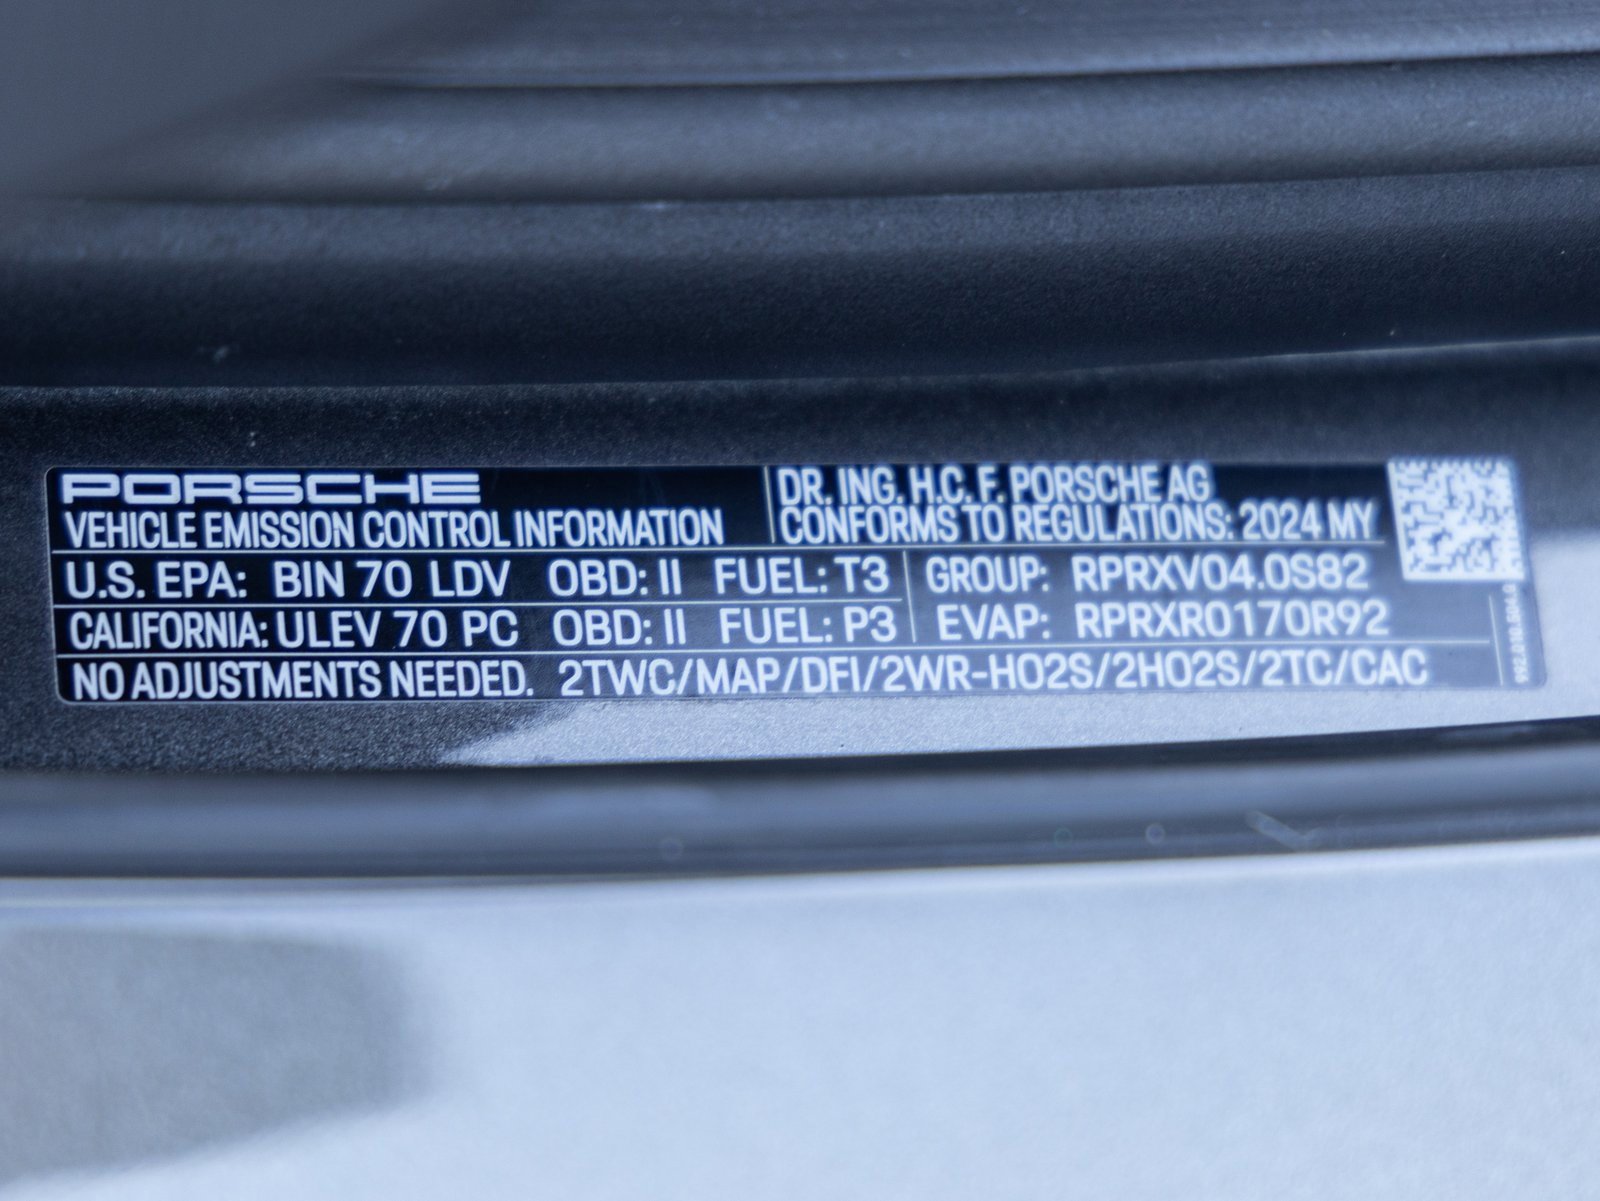 PORSCHE
VEHICLE EMISSION CONTROL INFORMATION
DR. ING. H.C. F. PORSCHE AG
CONFORMS TO REGULATIONS: 2024 MY
U.S. EPA: BIN 70 LDV OBD: II FUEL: T3
CALIFORNIA: ULEV 70 PC OBD: II FUEL: P3
GROUP: RPRXV04.0S82
EVAP: RPRXR0170R92
NO ADJUSTMENTS NEEDED. 2TWC/MAP/DFI/2WR-HO2S/2HO2S/2TC/CAC